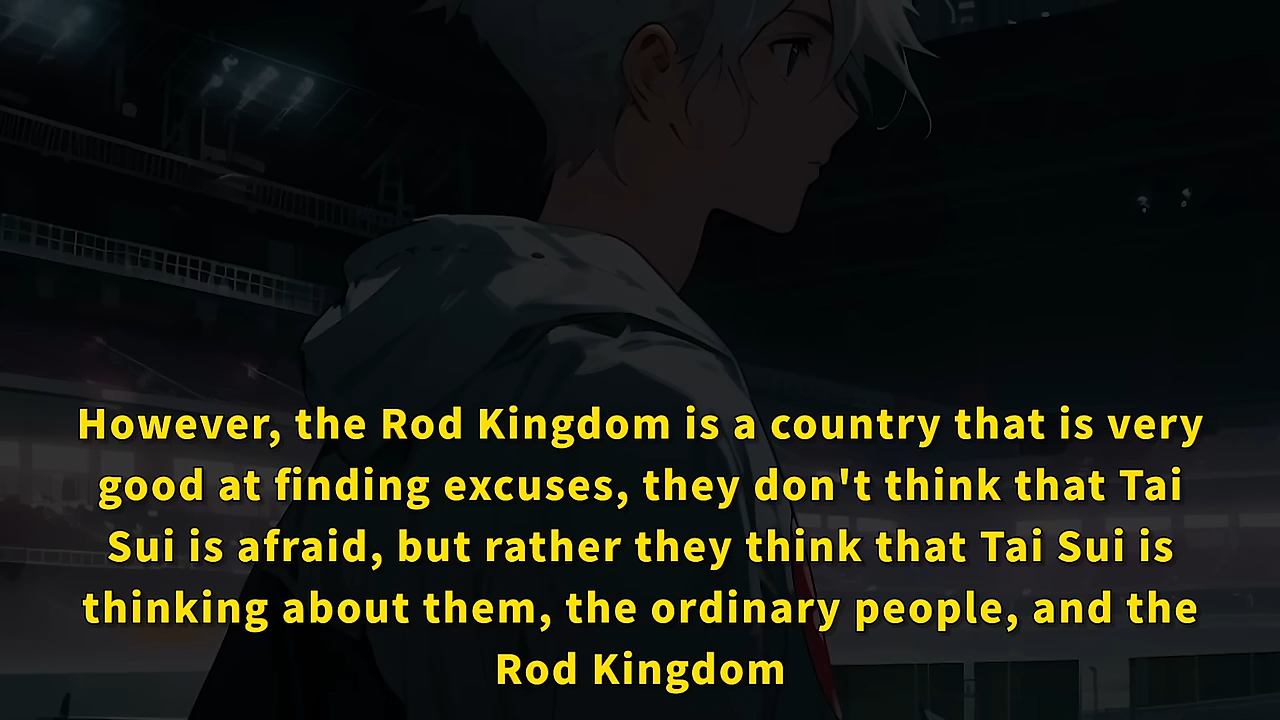 However, the Rod Kingdom is a country that is very
good at finding excuses, they don't think that Tai
Sui is afraid, but rather they think that Tai Sui is
thinking about them, the ordinary people, and the
Rod Kingdom